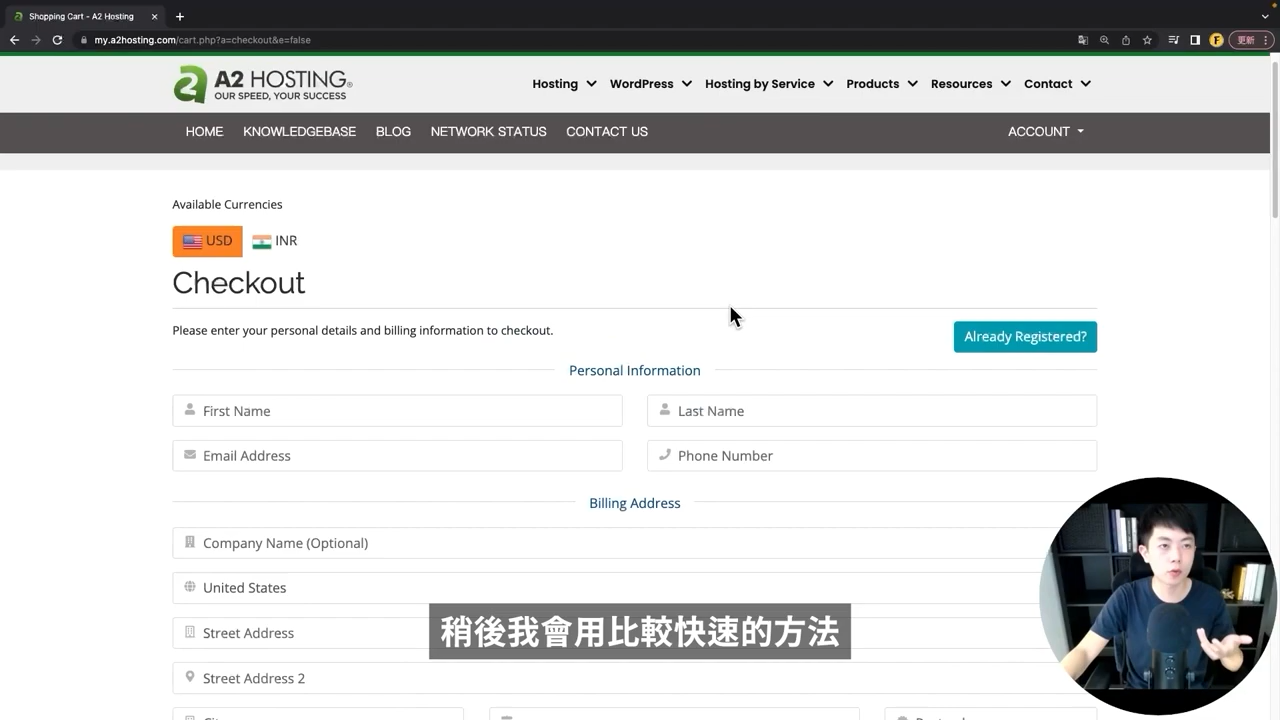 Shopping Cart - A2 Hosting
my.a2hosting.com/cart.php?a=checkout&e=false
更新
A2 HOSTING®
OUR SPEED, YOUR SUCCESS
Hosting
WordPress
Hosting by Service
Products
Resources
Contact
HOME
KNOWLEDGEBASE
BLOG
NETWORK STATUS
CONTACT US
ACCOUNT
Available Currencies
USD
INR
Checkout
Please enter your personal details and billing information to checkout.
Already Registered?
Personal Information
First Name
Last Name
Email Address
Phone Number
Billing Address
Company Name (Optional)
United States
Street Address
稍後我會用比較快速的方法
Street Address 2